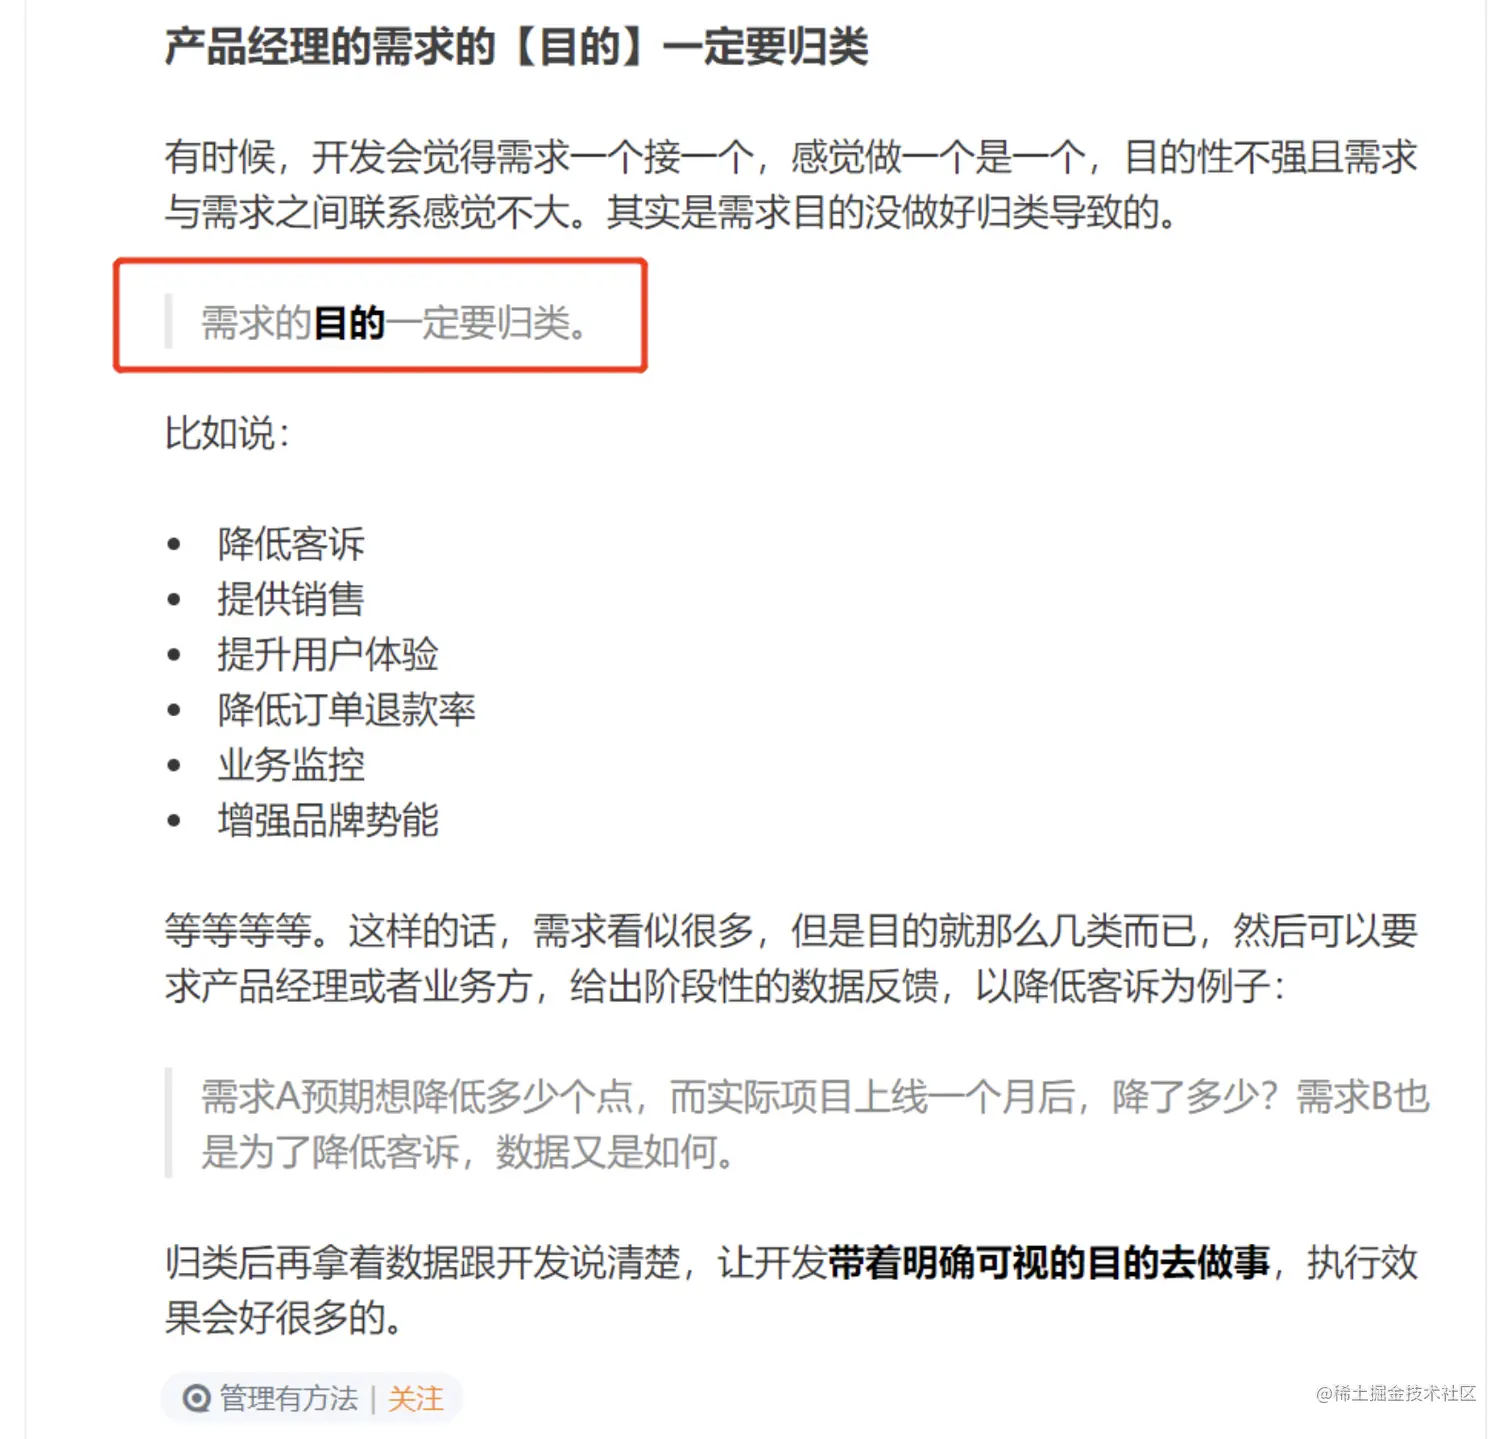 产品经理的需求的【目的】一定要归类
有时候，开发会觉得需求一个接一个，感觉做一个是一个，目的性不强且需求
与需求之间联系感觉不大。其实是需求目的没做好归类导致的。
需求的目的一定要归类。
比如说：
• 降低客诉
• 提供销售
• 提升用户体验
• 降低订单退款率
• 业务监控
• 增强品牌势能
等等等等。这样的话，需求看似很多，但是目的就那么几类而已，然后可以要
求产品经理或者业务方，给出阶段性的数据反馈，以降低客诉为例子：
需求A预期想降低多少个点，而实际项目上线一个月后，降了多少？需求B也
是为了降低客诉，数据又是如何。
归类后再拿着数据跟开发说清楚，让开发带着明确可视的目的去做事，执行效
果会好很多的。
管理有方法 | 关注
@稀土掘金技术社区